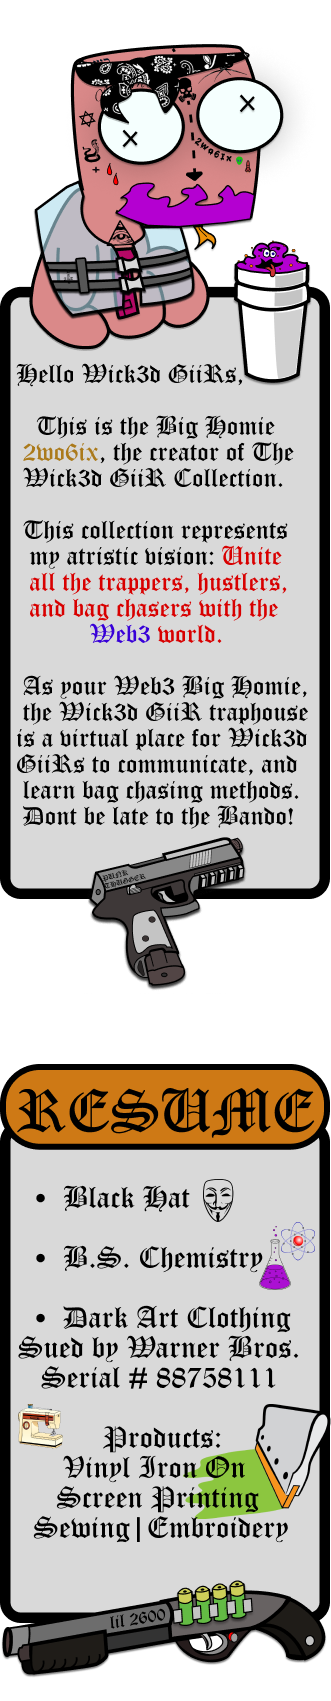 2wo6ix
Hello Wick3d GiiRs,
This is the Big Homie
2wo6ix, the creator of The
Wick3d GiiR Collection.
This collection represents
my atristic vision: Unite
all the trappers, hustlers,
and bag chasers with the
Web3 world.
As your Web3 Big Homie,
the Wick3d GiiR traphouse
is a virtual place for Wick3d
GiiRs to communicate, and
learn bag chasing methods.
Dont be late to the Bando!
PUNK
THUGGER
RESUME
• Black Hat
• B.S. Chemistry
• Dark Art Clothing
Sued by Warner Bros.
Serial # 88758111
Products:
Vinyl Iron On
Screen Printing
Sewing|Embroidery
lil 2600